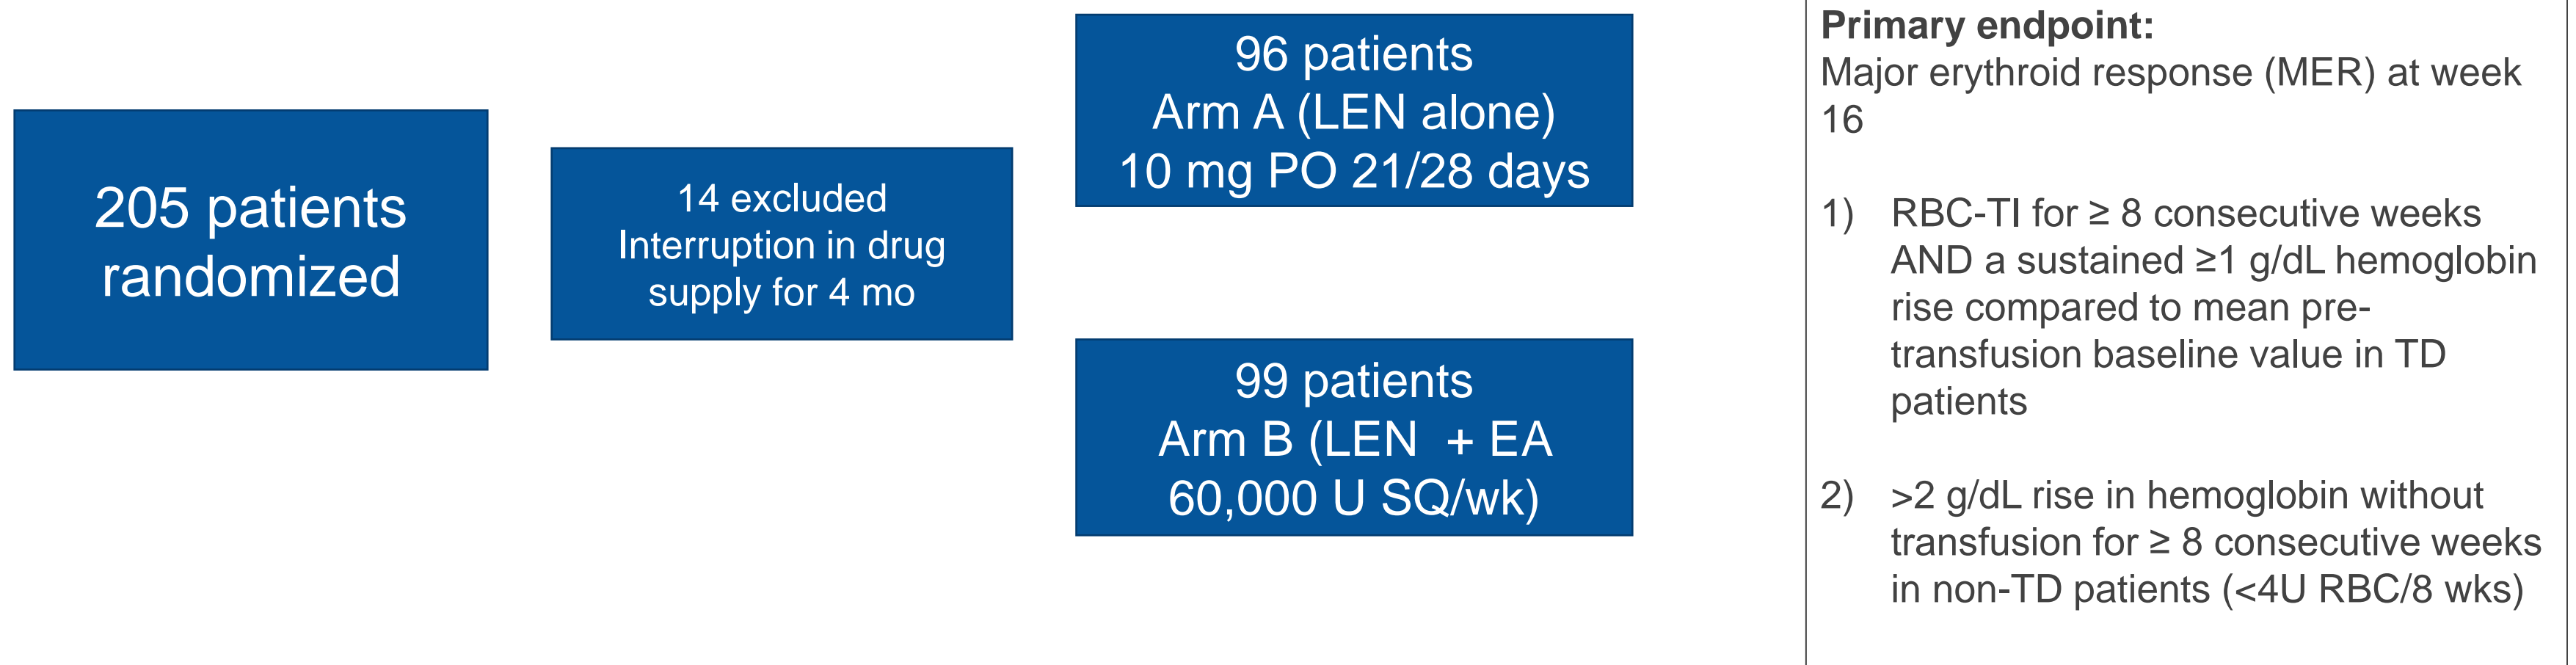 205 patients
randomized
14 excluded
Interruption in drug
supply for 4 mo
96 patients
Arm A (LEN alone)
10 mg PO 21/28 days
99 patients
Arm B (LEN + EA
60,000 U SQ/wk)
Primary endpoint:
Major erythroid response (MER) at week
16
1) RBC-TI for ≥ 8 consecutive weeks
AND a sustained ≥1 g/dL hemoglobin
rise compared to mean pre-
transfusion baseline value in TD
patients
2) >2 g/dL rise in hemoglobin without
transfusion for ≥ 8 consecutive weeks
in non-TD patients (<4U RBC/8 wks)